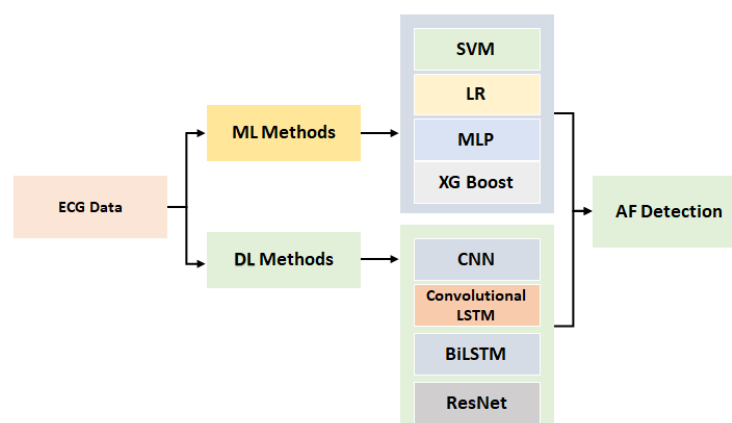 ECG Data
ML Methods
DL Methods
SVM
LR
MLP
XG Boost
CNN
Convolutional
LSTM
BiLSTM
ResNet
AF Detection